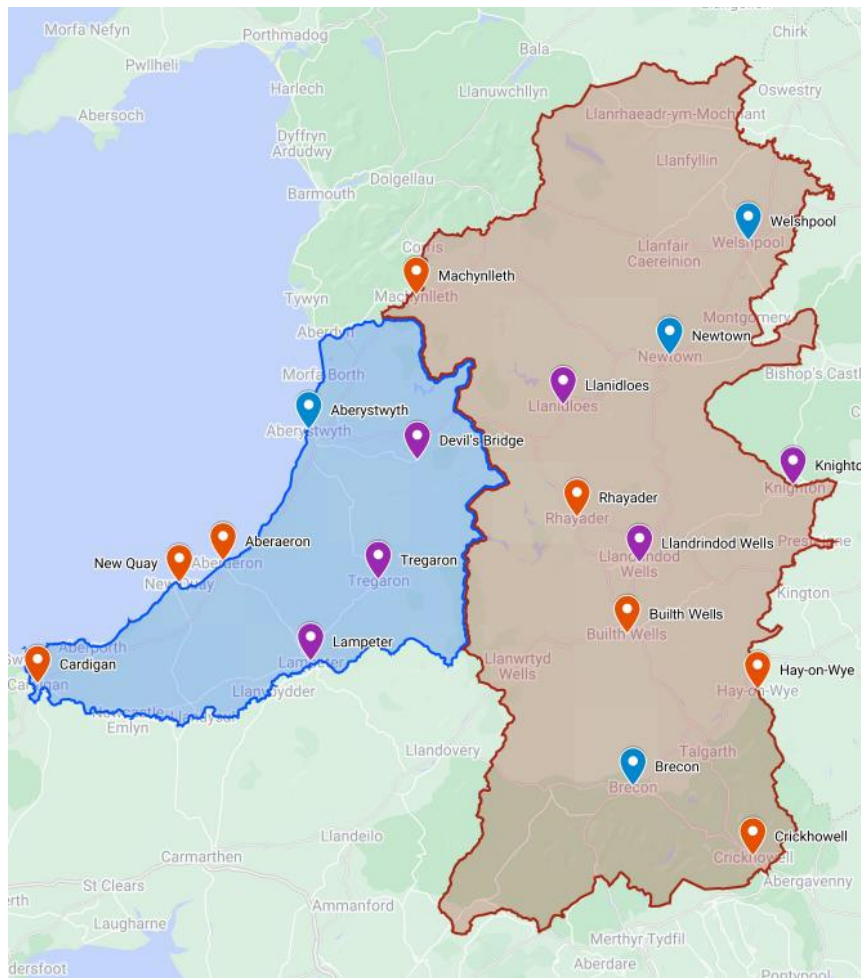 Morfa Nefyn
Porthmadog
Pwllheli
Abersoch
Harlech
Dyffryn
Ardudwy
Barmouth
Bala
Llanuwchllyn
Dolgellau
Chirk
Oswestry
Llanrhaeadr-ym-Mochnant
Llanfyllin
Welshpool
Welshpool
Llanfair
Caereinion
Corris
Machynlleth
Machynlleth
Tywyn
Aberdyfi
Montgomery
Newtown
Newtown
Bishop's Castle
Morfa Borth
Llanidloes
Llanidloes
Aberystwyth
Aberystwyth
Devil's Bridge
Knighton
Knighton
Rhayader
Rhayader
Aberaeron
Aberaeron
New Quay
New Quay
Tregaron
Tregaron
Llandrindod Wells
Llandrindod
Wells
Presteigne
Kington
Builth Wells
Builth Wells
Lampeter
Lampeter
Aberporth
Cardigan
Cardigan
Llanybydder
Newcastle
Emlyn
Llandysul
Llanwrtyd
Wells
Hay-on-Wye
Hay-on-Wye
Llandovery
Talgarth
Brecon
Brecon
Crickhowell
Crickhowell
Llandeilo
Carmarthen
Abergavenny
St Clears
Ammanford
Laugharne
Merthyr Tydfil
Aberdare
dersfoot
Pontypool